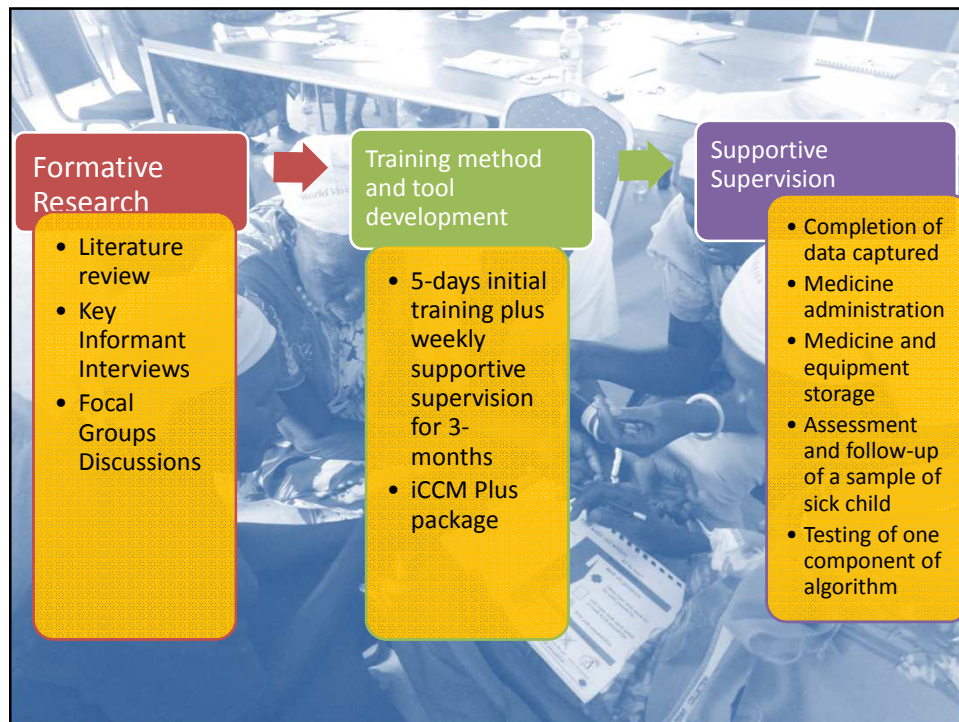 Formative
Research
Training method
and tool
development
Supportive
Supervision
• Literature
review
• Key
Informant
Interviews
• Focal
Groups
Discussions
• 5-days initial
training plus
weekly
supportive
supervision
for 3-
months
• iCCM Plus
package
• Completion of
data captured
• Medicine
administration
• Medicine and
equipment
storage
• Assessment
and follow-up
of a sample of
sick child
• Testing of one
component of
algorithm